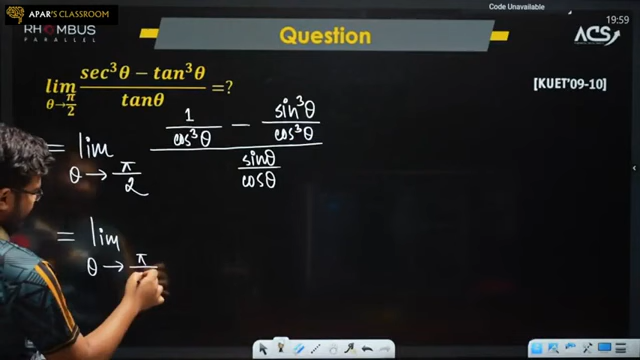 APAR'S CLASSROOM
Code Unavailable
19:59
RHOMBUS
PARALLEL
Question
ACS
[KUET'09-10]
lim θ→π/2 (sec³θ − tan³θ)/tanθ =?
= lim θ→π/2 (1/cos³θ − sin³θ/cos³θ)/(sinθ/cosθ)
= lim θ→π/